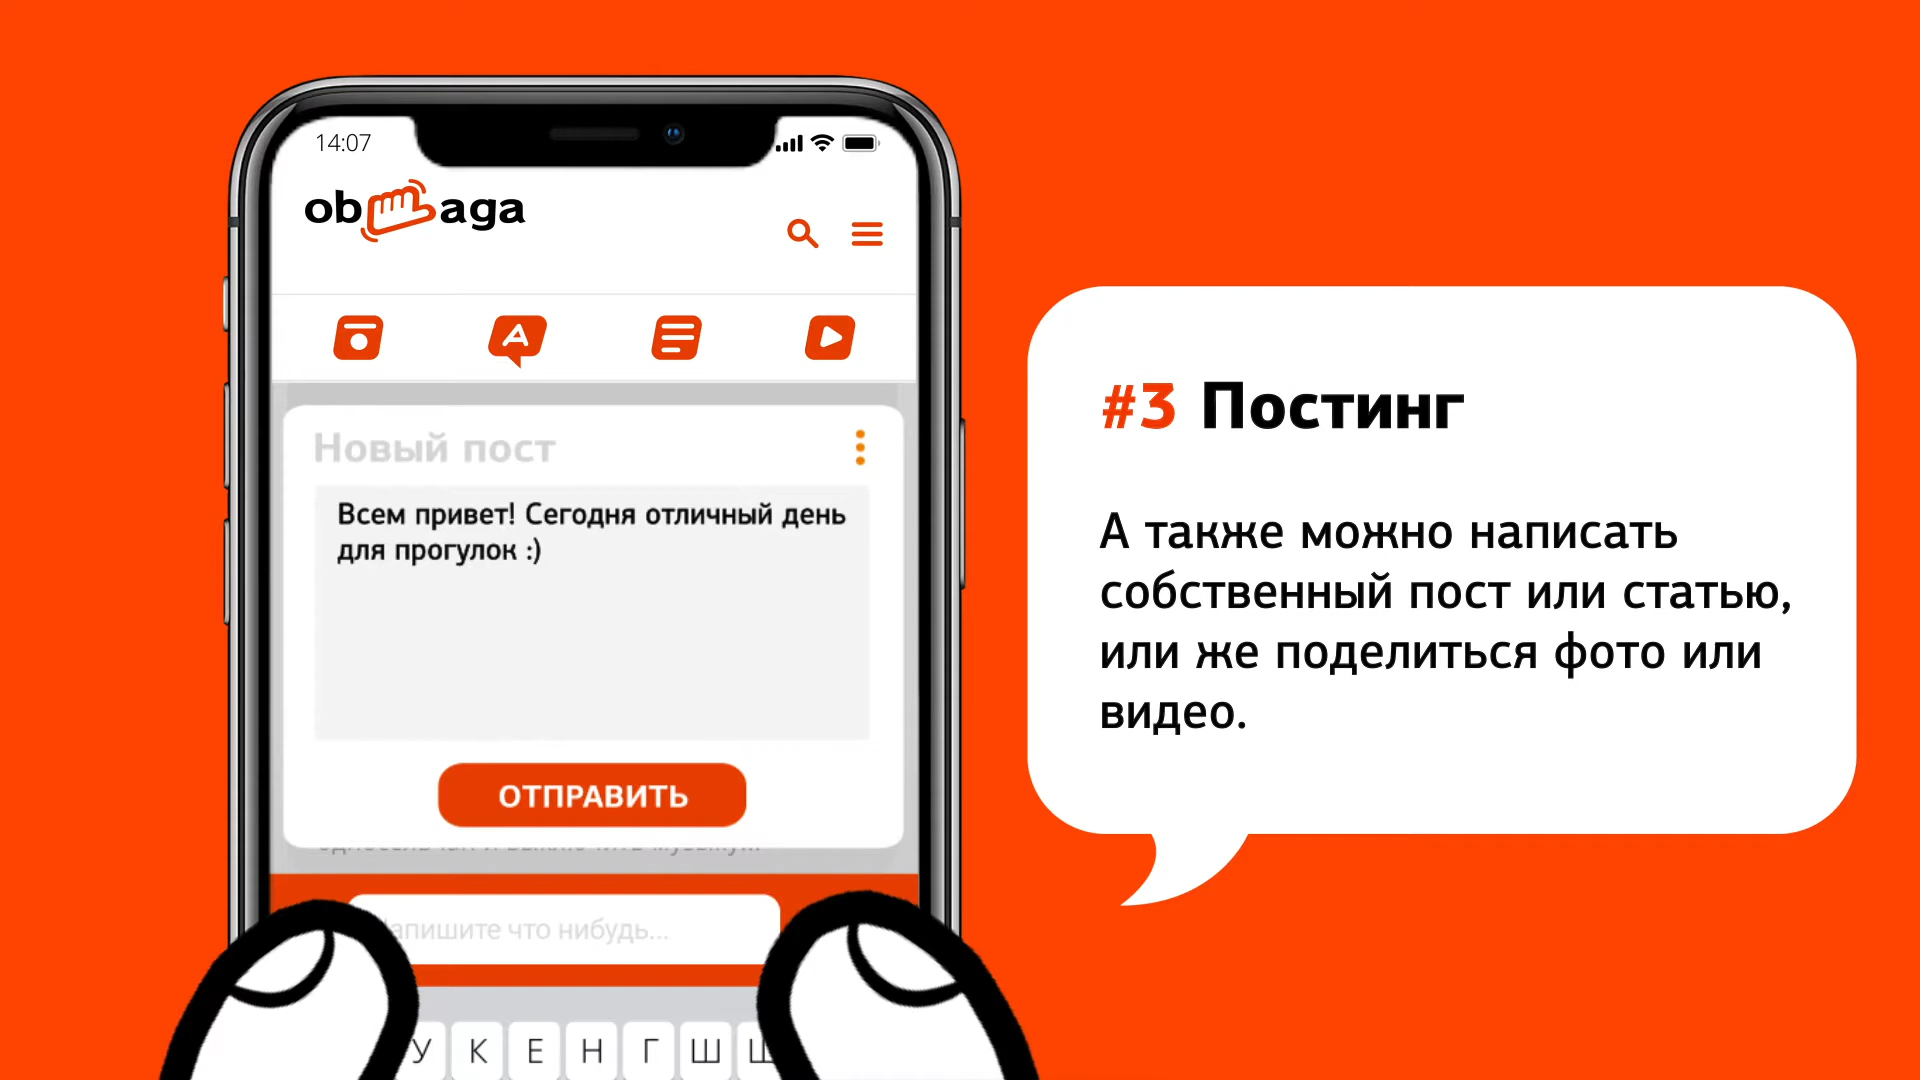 14:07
ob aga
Новый пост
Всем привет! Сегодня отличный день
для прогулок :)
ОТПРАВИТЬ
что нибудь...
У К Е Н Г Ш
#3 Постинг
А также можно написать
собственный пост или статью,
или же поделиться фото или
видео.